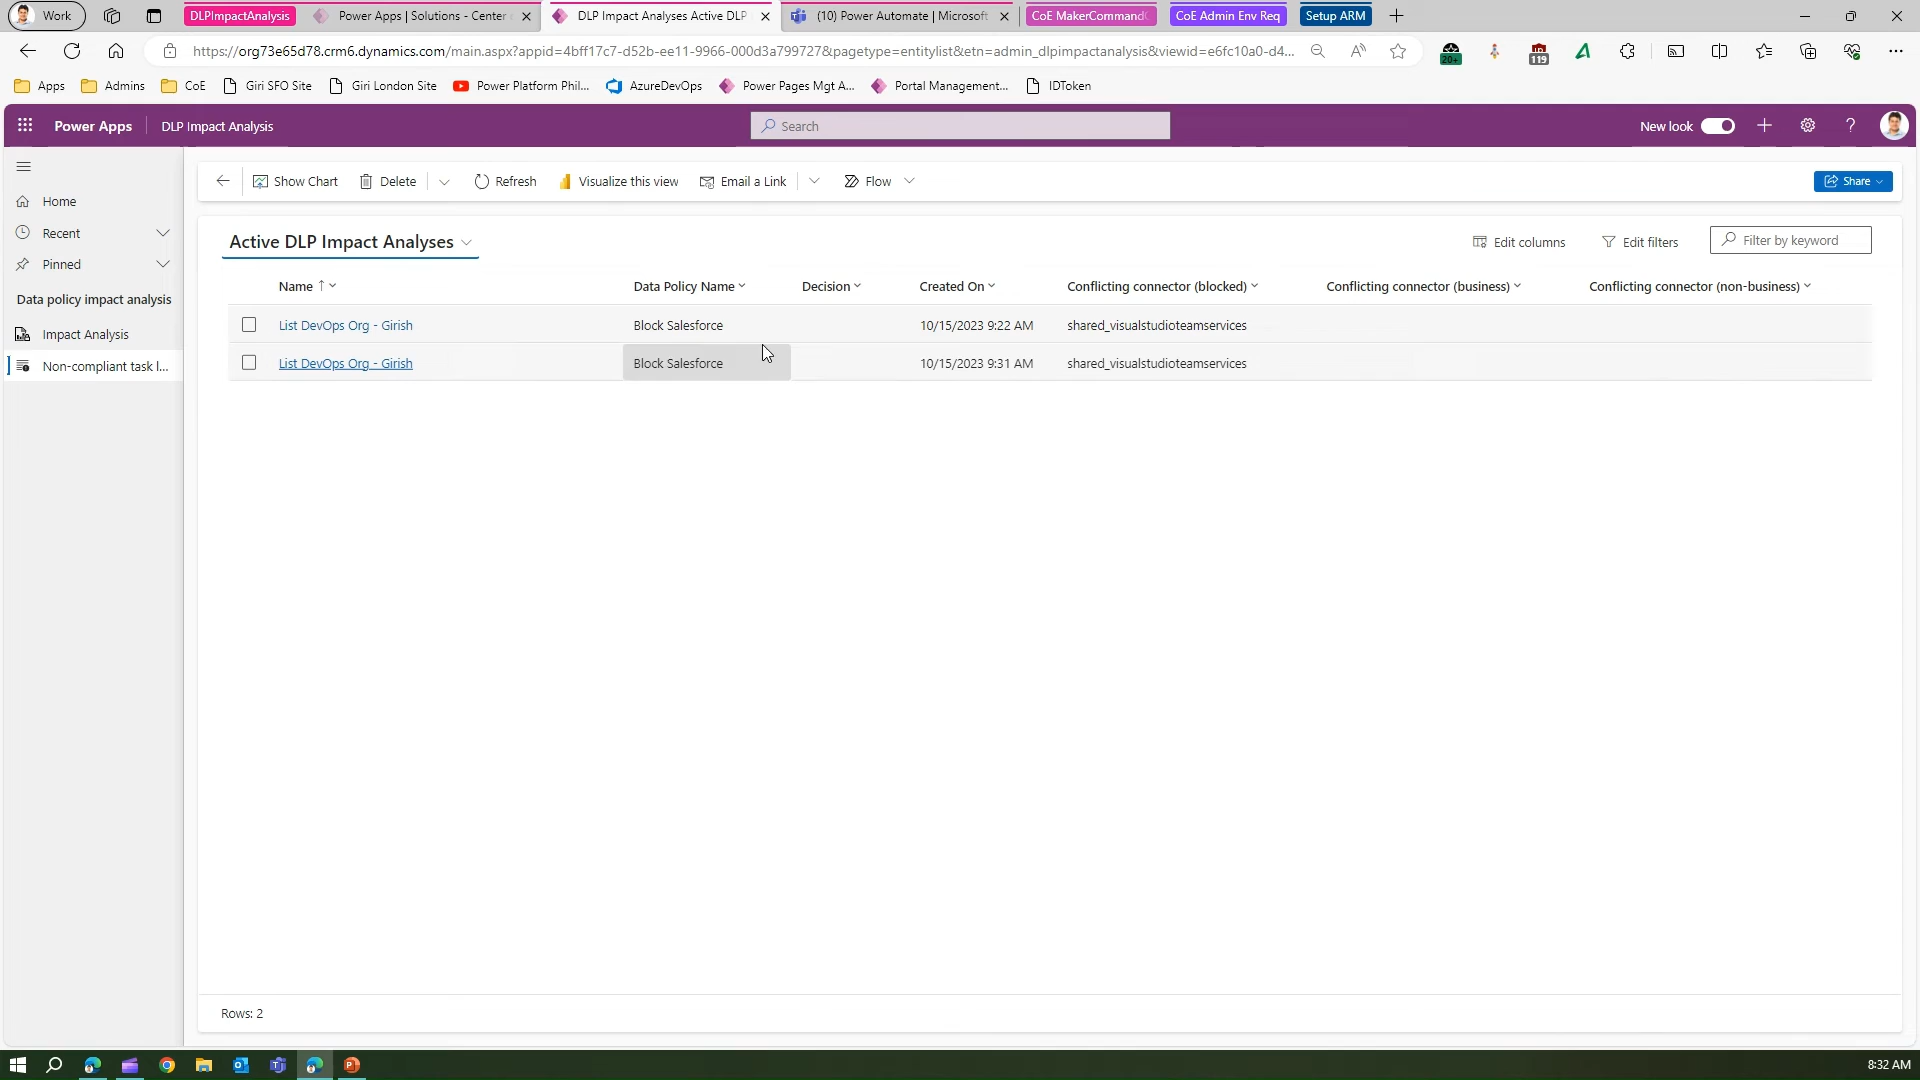 Work
DLPImpactAnalysis
Power Apps | Solutions - Center
DLP Impact Analyses Active DLP
(10) Power Automate | Microsoft
CoE MakerCommandC
CoE Admin Env Req
Setup ARM
https://org73e65d78.crm6.dynamics.com/main.aspx?appid=4bff17c7-d52b-ee11-9966-000d3a799727&pagetype=entitylist&etn=admin_dlpimpactanalysis&viewid=e6fc10a0-d4...
20+
119
Apps
Admins
CoE
Giri SFO Site
Giri London Site
Power Platform Phil...
AzureDevOps
Power Pages Mgt A...
Portal Management...
IDToken
Power Apps
DLP Impact Analysis
Search
New look
Show Chart
Delete
Refresh
Visualize this view
Email a Link
Flow
Share
Home
Recent
Pinned
Data policy impact analysis
Impact Analysis
Non-compliant task l...
Active DLP Impact Analyses
Edit columns
Edit filters
Filter by keyword
Name ↑ Data Policy Name Decision Created On Conflicting connector (blocked) Conflicting connector (business) Conflicting connector (non-business)
List DevOps Org - Girish Block Salesforce 10/15/2023 9:22 AM shared_visualstudioteamservices
List DevOps Org - Girish Block Salesforce 10/15/2023 9:31 AM shared_visualstudioteamservices
Rows: 2
8:32 AM